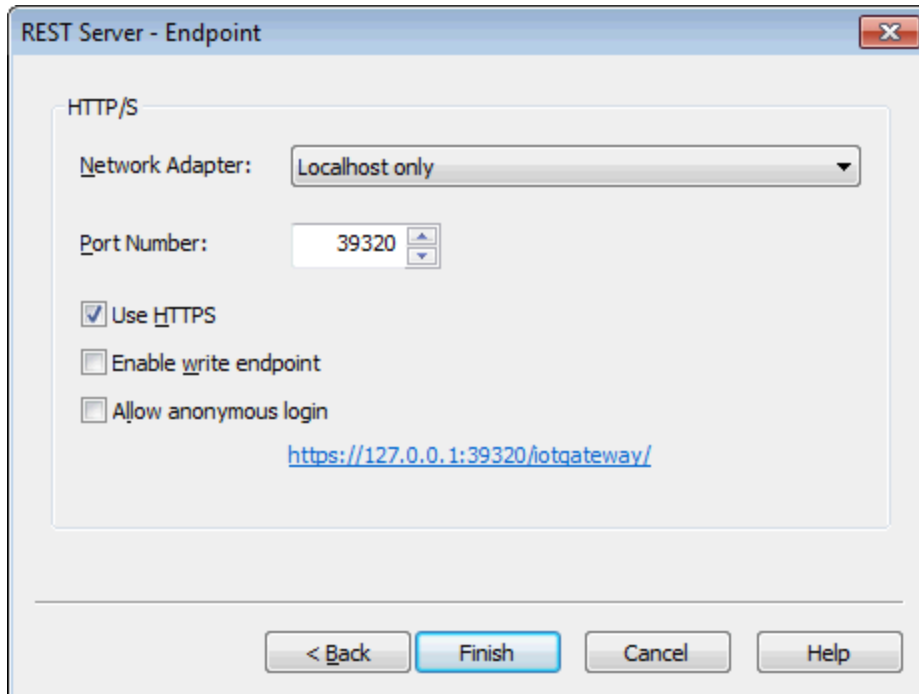 REST Server - Endpoint
HTTP/S
Network Adapter: Localhost only
Port Number: 39320
Use HTTPS
Enable write endpoint
Allow anonymous login
https://127.0.0.1:39320/iotgateway/
< Back Finish Cancel Help